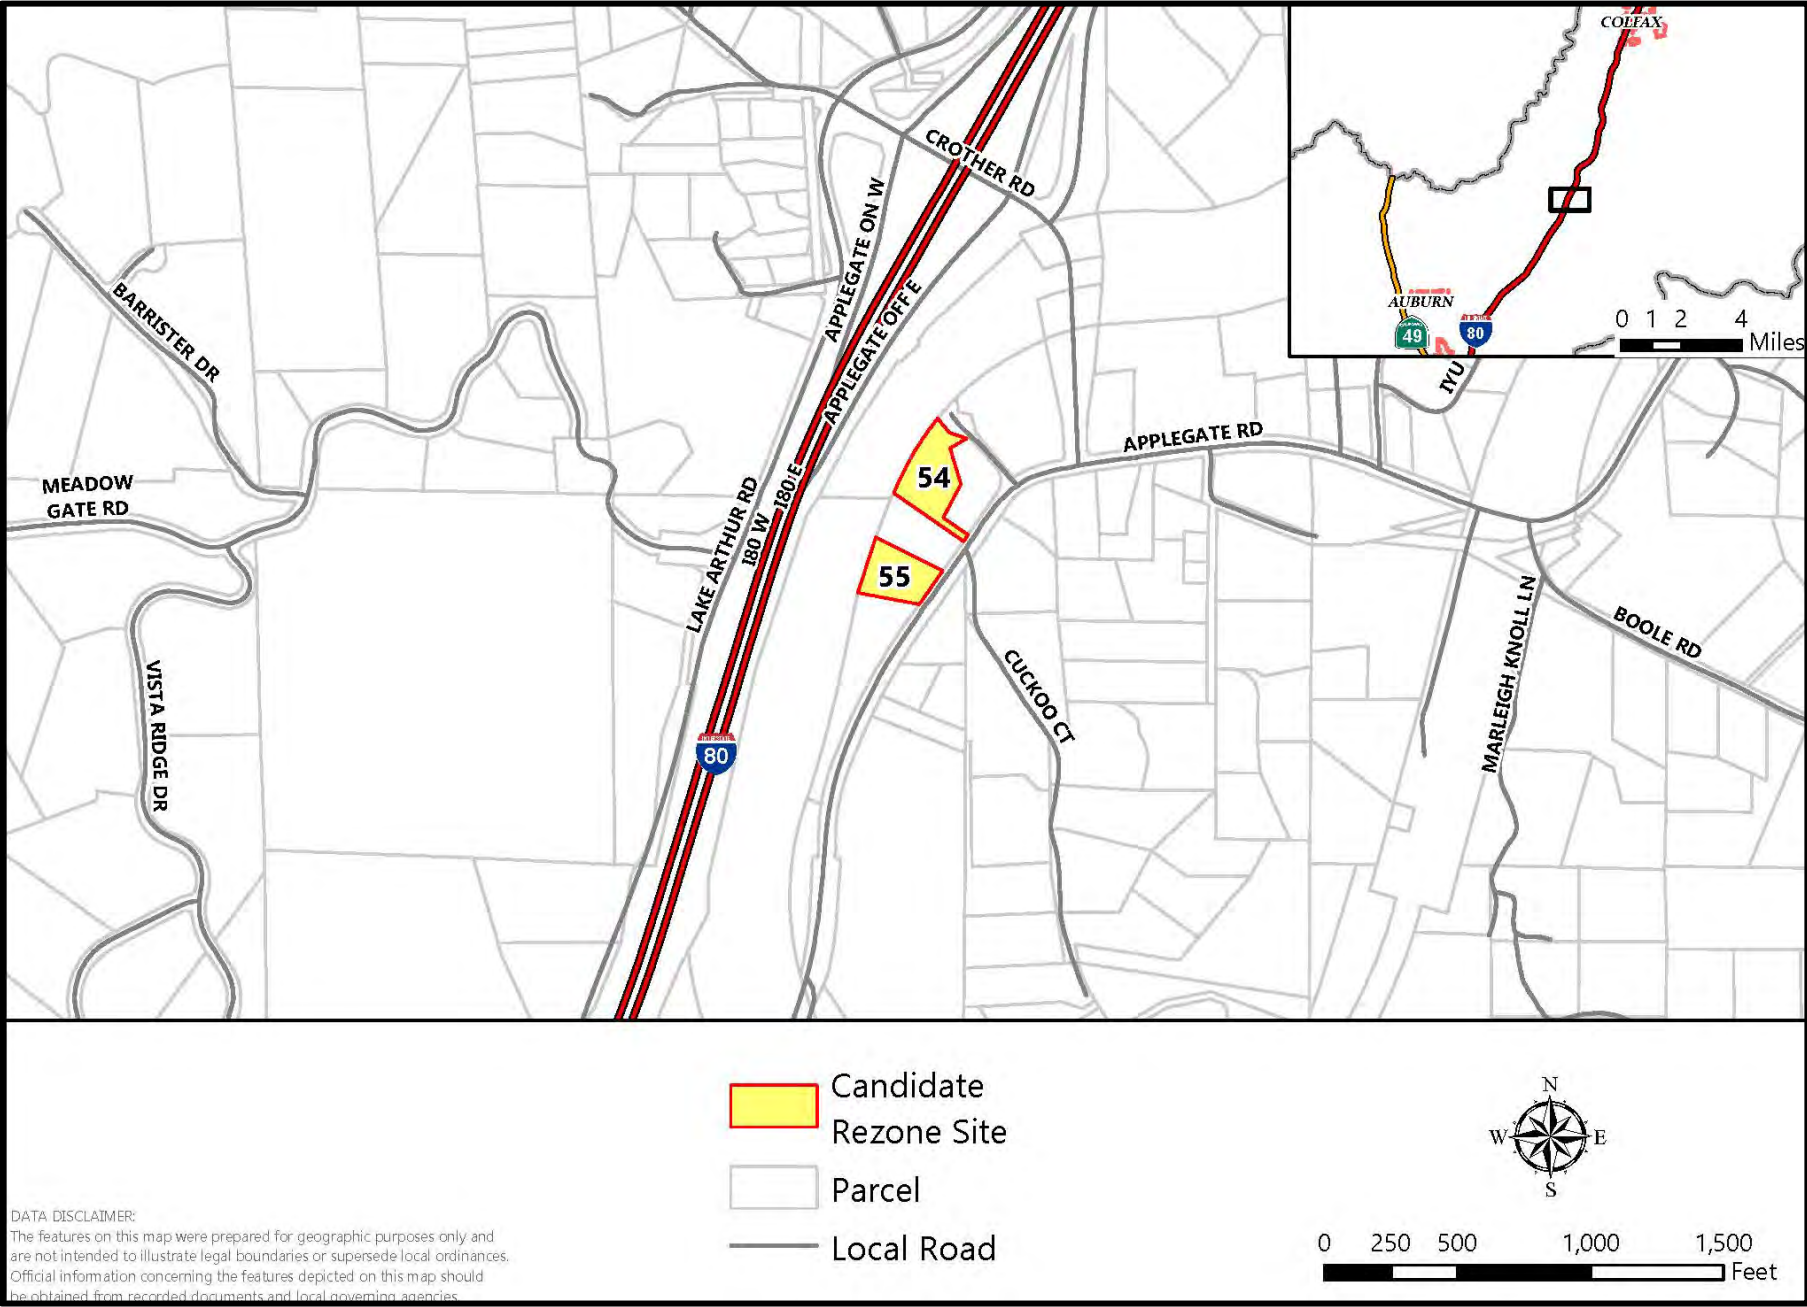 COLFAX
CROTHER RD
APPLEGATE ON W
APPLEGATE OFF E
BARRISTER DR
AUBURN
49
80
0 1 2 4
Miles
IYU
APPLEGATE RD
54
MEADOW
GATE RD
LAKE ARTHUR RD
I80 W
I80 E
55
MARLEIGH KNOLL LN
BOOLE RD
CUCKOO CT
VISTA RIDGE DR
80
Candidate
Rezone Site
Parcel
Local Road
N
W E
S
0 250 500 1,000 1,500
Feet
DATA DISCLAIMER:
The features on this map were prepared for geographic purposes only and
are not intended to illustrate legal boundaries or supersede local ordinances.
Official information concerning the features depicted on this map should
be obtained from recorded documents and local governing agencies.